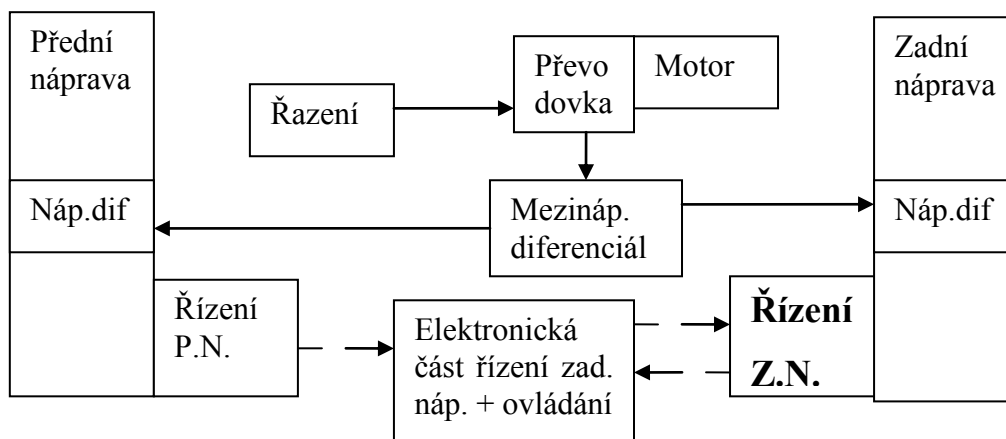 Přední
náprava
Řazení
Převo
dovka
Motor
Zadní
náprava
Náp.dif
Mezináp.
diferenciál
Náp.dif
Řízení
P.N.
Elektronická
část řízení zad.
náp. + ovládání
Řízení
Z.N.